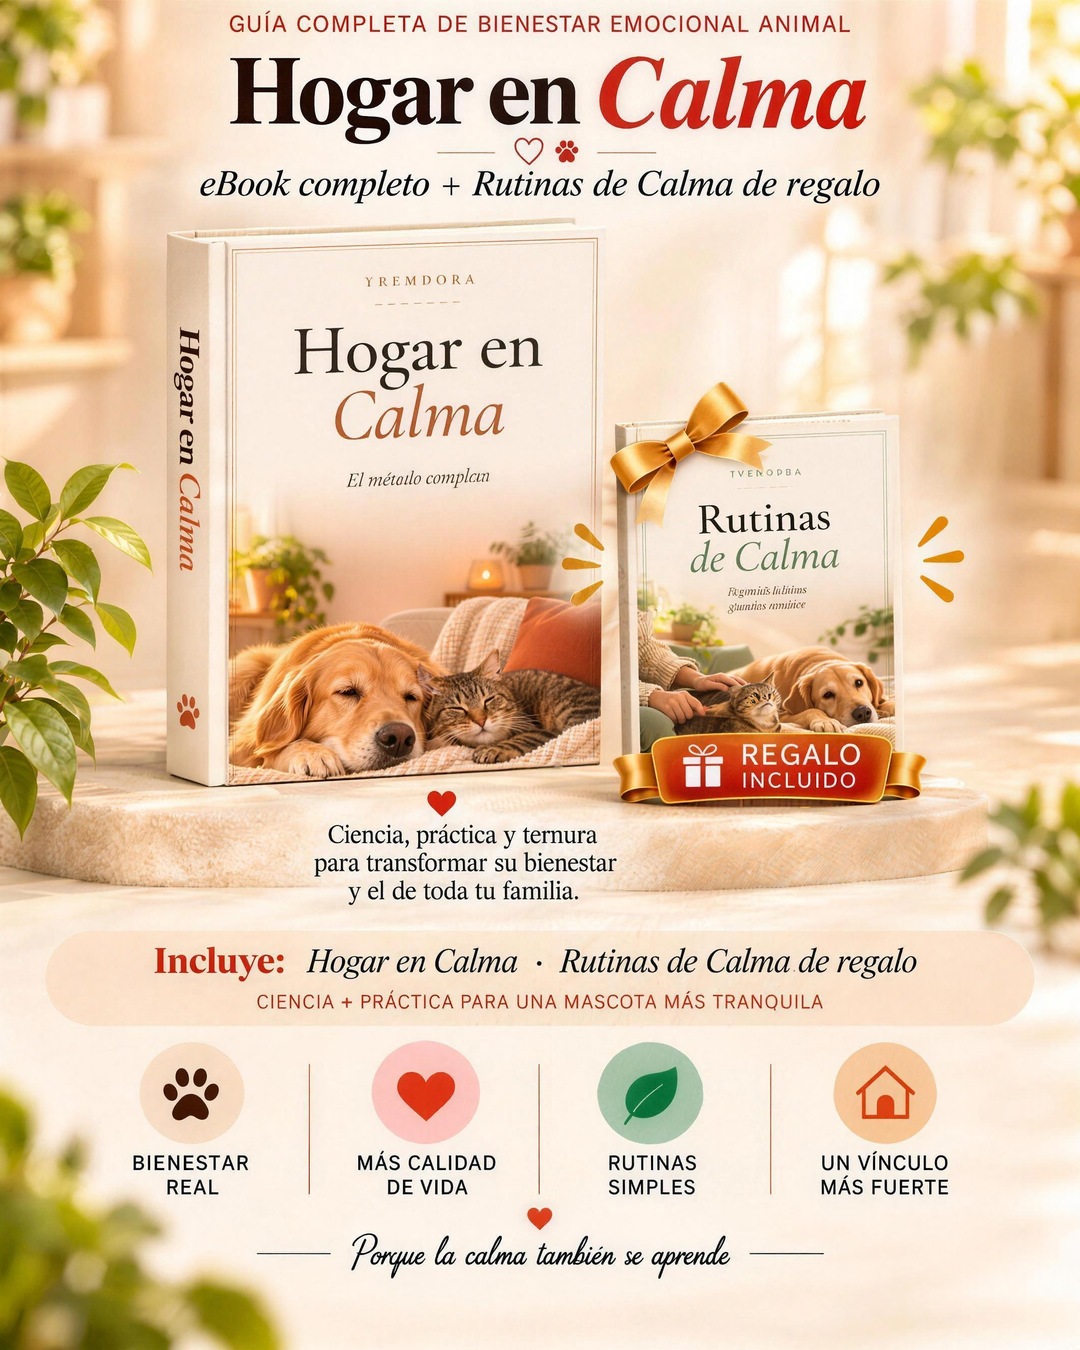 GUÍA COMPLETA DE BIENESTAR EMOCIONAL ANIMAL
Hogar en Calma
eBook completo + Rutinas de Calma de regalo
YREMDORA
Hogar en
Calma
El método
Hogar en Calma
TVENOPBA
Rutinas
de Calma
REGALO
INCLUIDO
Ciencia, práctica y ternura
para transformar su bienestar
y el de toda tu familia.
Incluye: Hogar en Calma · Rutinas de Calma de regalo
CIENCIA + PRÁCTICA PARA UNA MASCOTA MÁS TRANQUILA
BIENESTAR
REAL
MÁS CALIDAD
DE VIDA
RUTINAS
SIMPLES
UN VÍNCULO
MÁS FUERTE
Porque la calma también se aprende